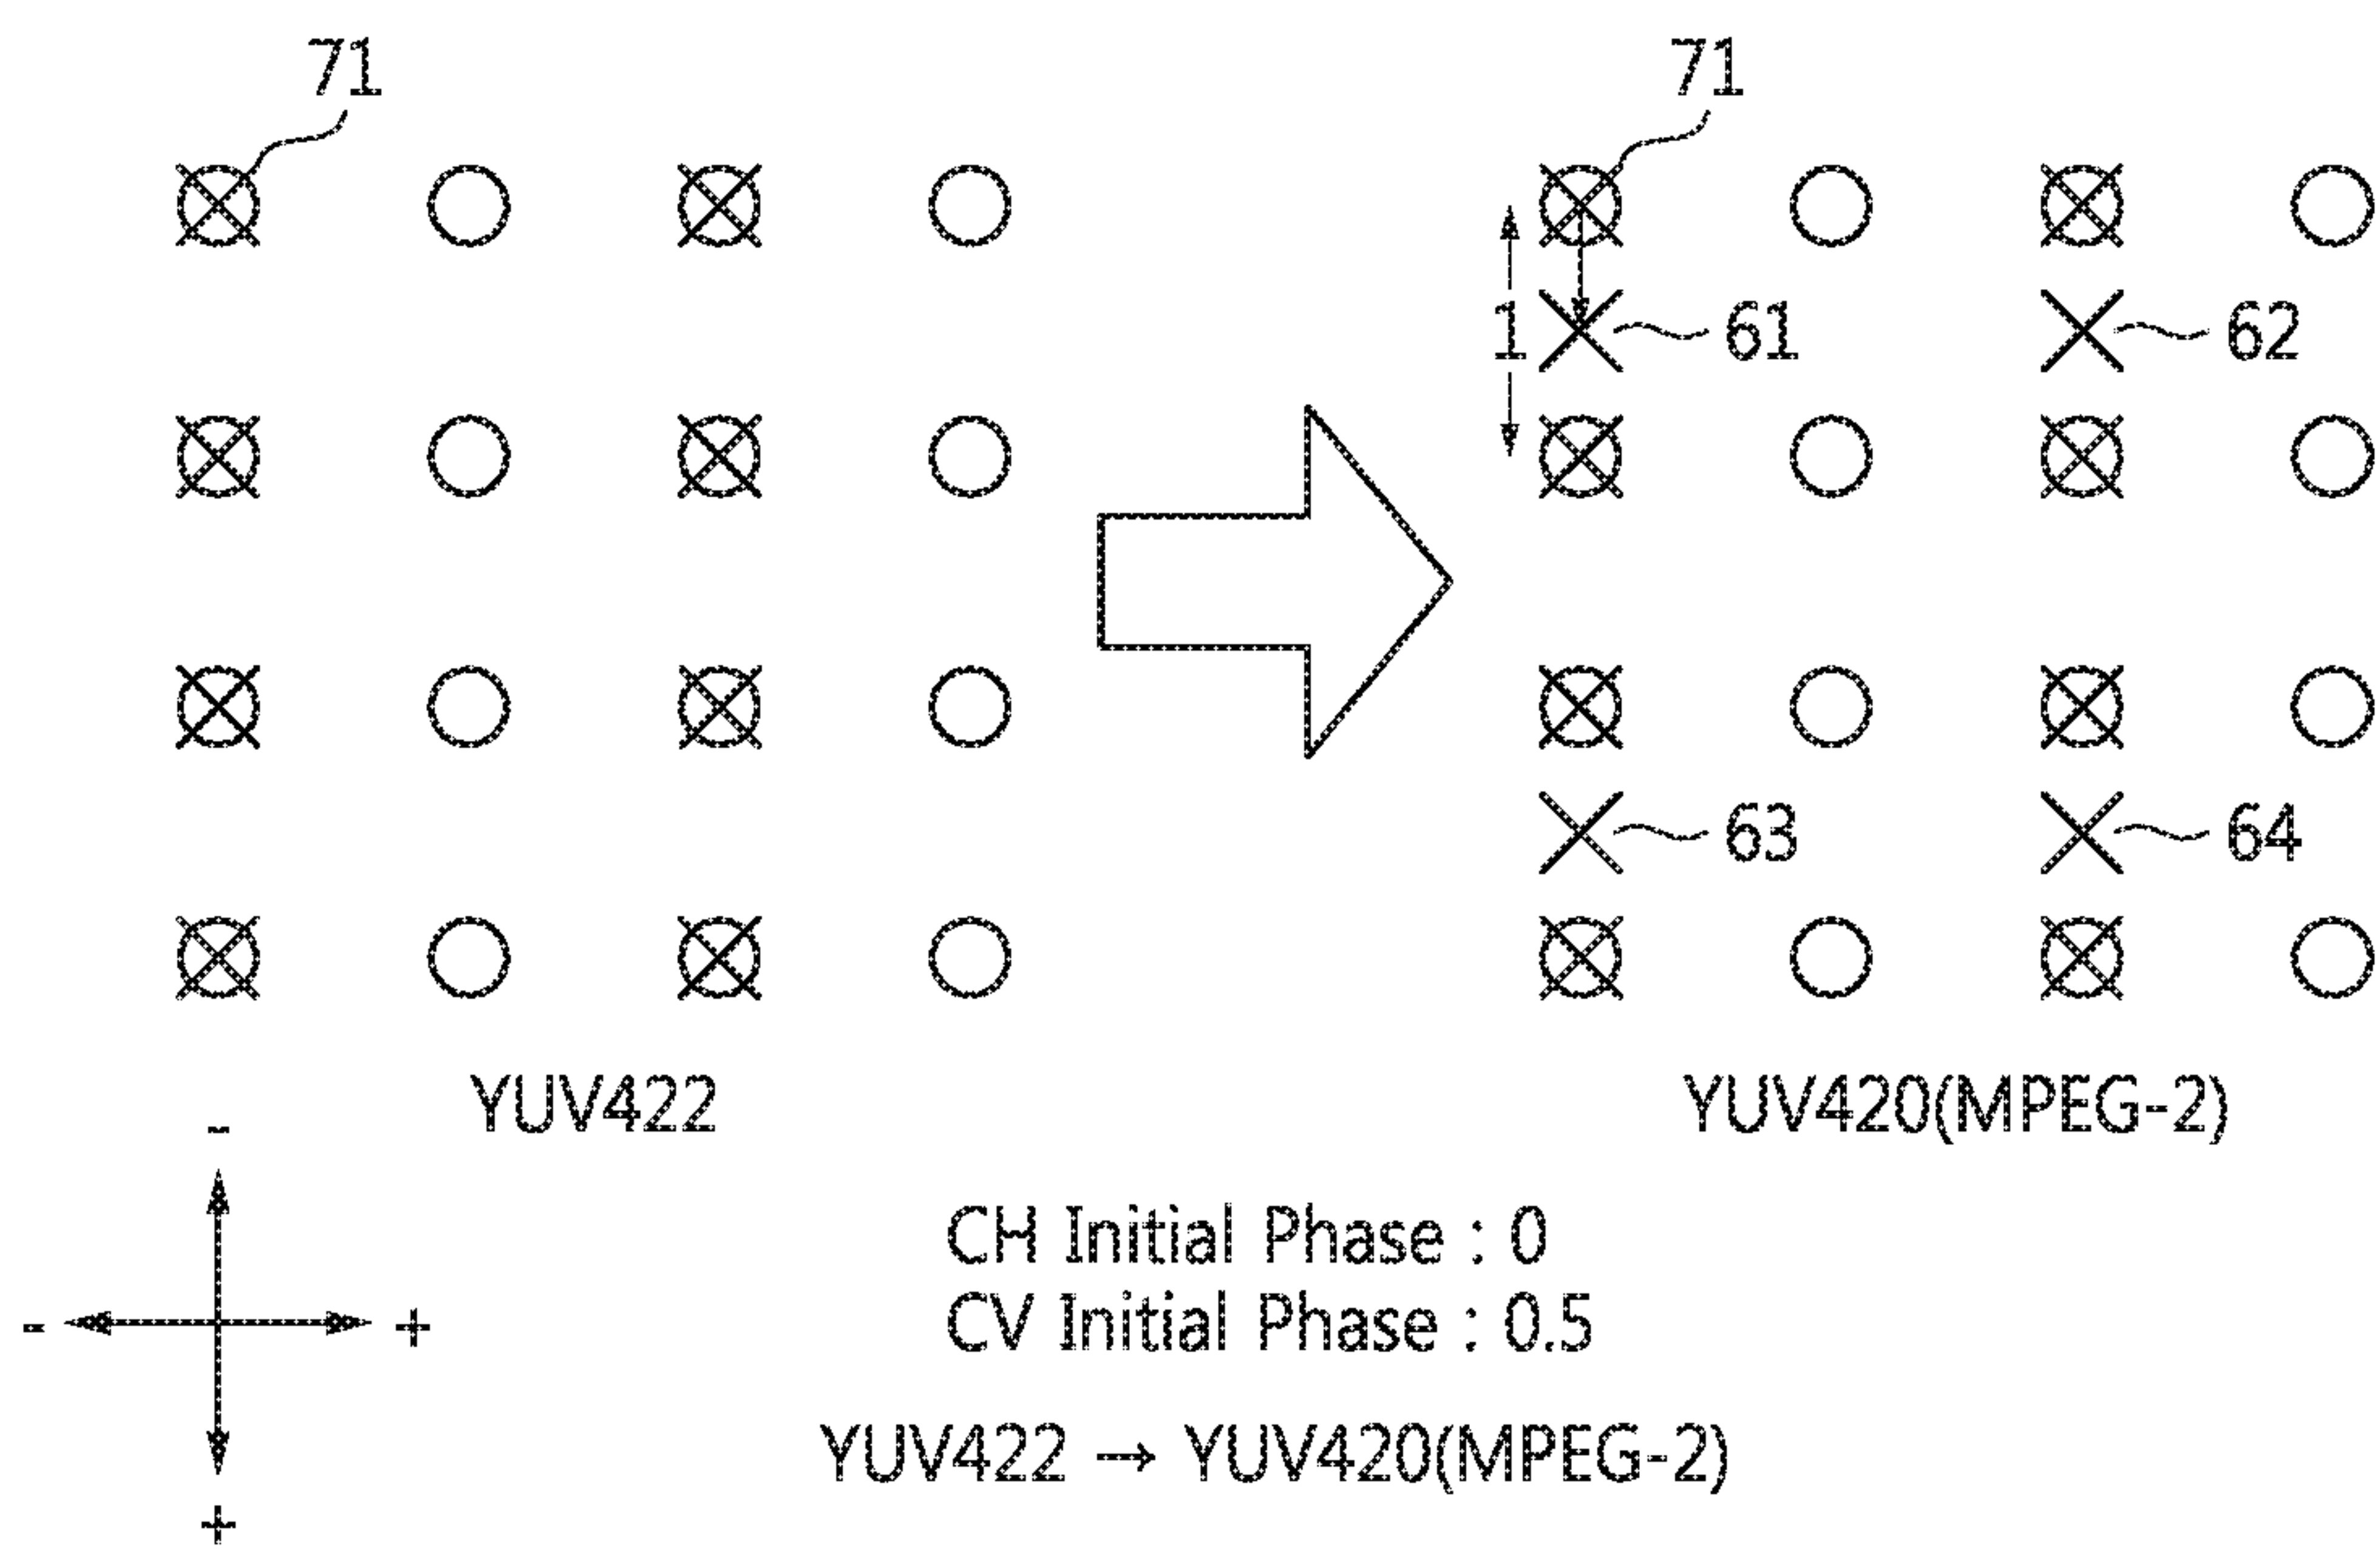 71
71
1
61
62
63
64
YUV422
YUV420(MPEG-2)
-
-
+
+
CH Initial Phase : 0
CV Initial Phase : 0.5
YUV422 → YUV420(MPEG-2)